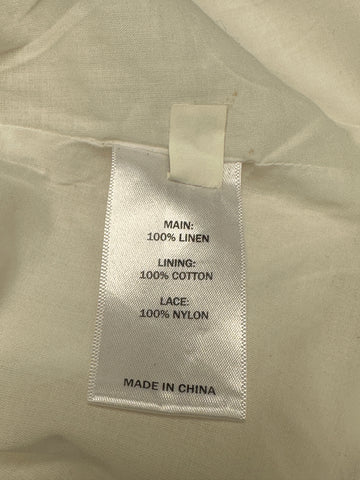 MAIN:
100% LINEN
LINING:
100% COTTON
LACE:
100% NYLON
MADE IN CHINA